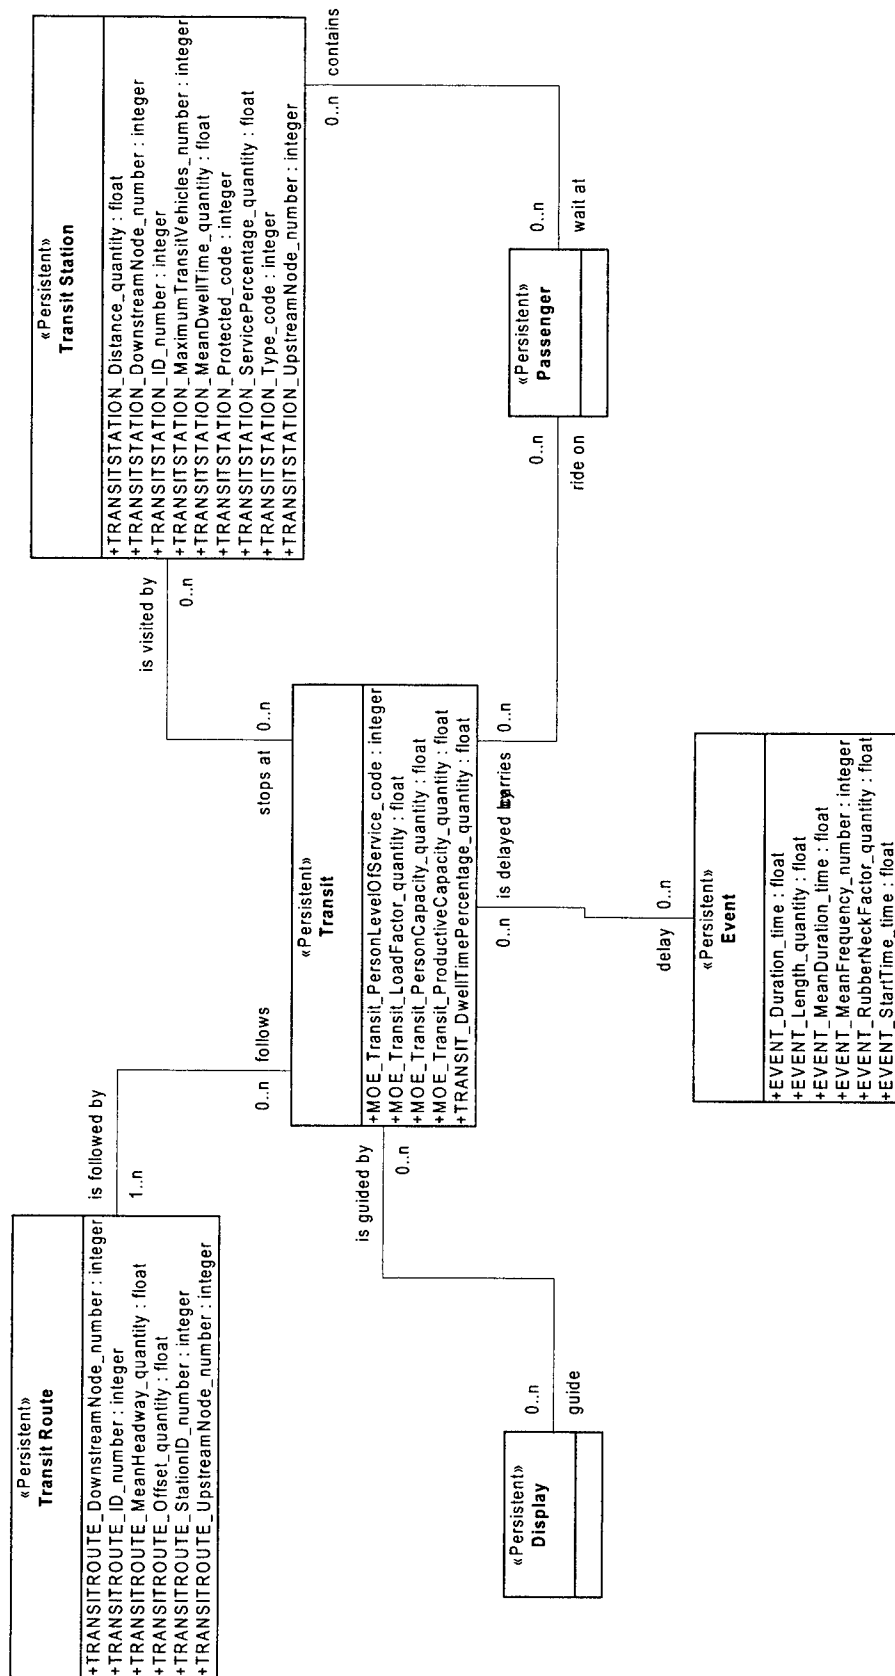 «Persistent»
Transit Route
+TRANSITROUTE_DownstreamNode_number : integer
+TRANSITROUTE_ID_number : integer
+TRANSITROUTE_MeanHeadway_quantity : float
+TRANSITROUTE_Offset_quantity : float
+TRANSITROUTE_StationID_number : integer
+TRANSITROUTE_UpstreamNode_number : integer
is followed by
1..n
0..n
follows
«Persistent»
Transit Station
+TRANSITSTATION_Distance_quantity : float
+TRANSITSTATION_DownstreamNode_number : integer
+TRANSITSTATION_ID_number : integer
+TRANSITSTATION_MaximumTransitVehicles_number : integer
+TRANSITSTATION_MeanDwellTime_quantity : float
+TRANSITSTATION_Protected_code : integer
+TRANSITSTATION_ServicePercentage_quantity : float
+TRANSITSTATION_Type_code : integer
+TRANSITSTATION_UpstreamNode_number : integer
is visited by
0..n
stops at
0..n
0..n
contains
«Persistent»
Transit
+MOE_Transit_PersonLevelOfService_code : integer
+MOE_Transit_LoadFactor_quantity : float
+MOE_Transit_PersonCapacity_quantity : float
+MOE_Transit_ProductiveCapacity_quantity : float
+TRANSIT_DwellTimePercentage_quantity : float
is guided by
0..n
0..n
is delayed by
carries
0..n
«Persistent»
Display
0..n
guide
«Persistent»
Passenger
0..n
ride on
0..n
wait at
delay
0..n
«Persistent»
Event
+EVENT_Duration_time : float
+EVENT_Length_quantity : float
+EVENT_MeanDuration_time : float
+EVENT_MeanFrequency_number : integer
+EVENT_RubberNeckFactor_quantity : float
+EVENT_StartTime_time : float